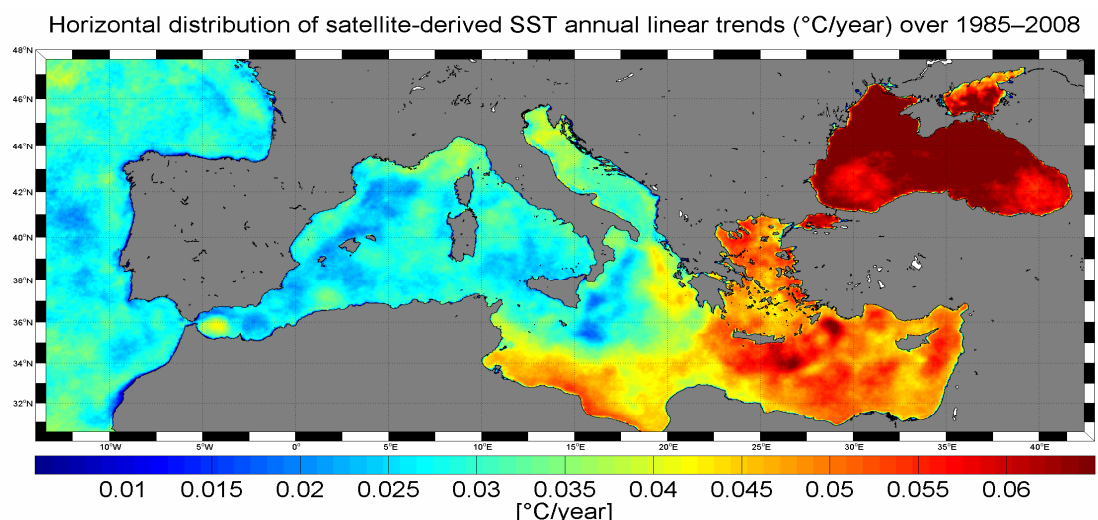 Horizontal distribution of satellite-derived SST annual linear trends (°C/year) over 1985–2008
48°N
46°N
44°N
42°N
40°N
38°N
36°N
34°N
32°N
10°W 5°W 0° 5°E 10°E 15°E 20°E 25°E 30°E 35°E 40°E
0.01 0.015 0.02 0.025 0.03 0.035 0.04 0.045 0.05 0.055 0.06
[°C/year]